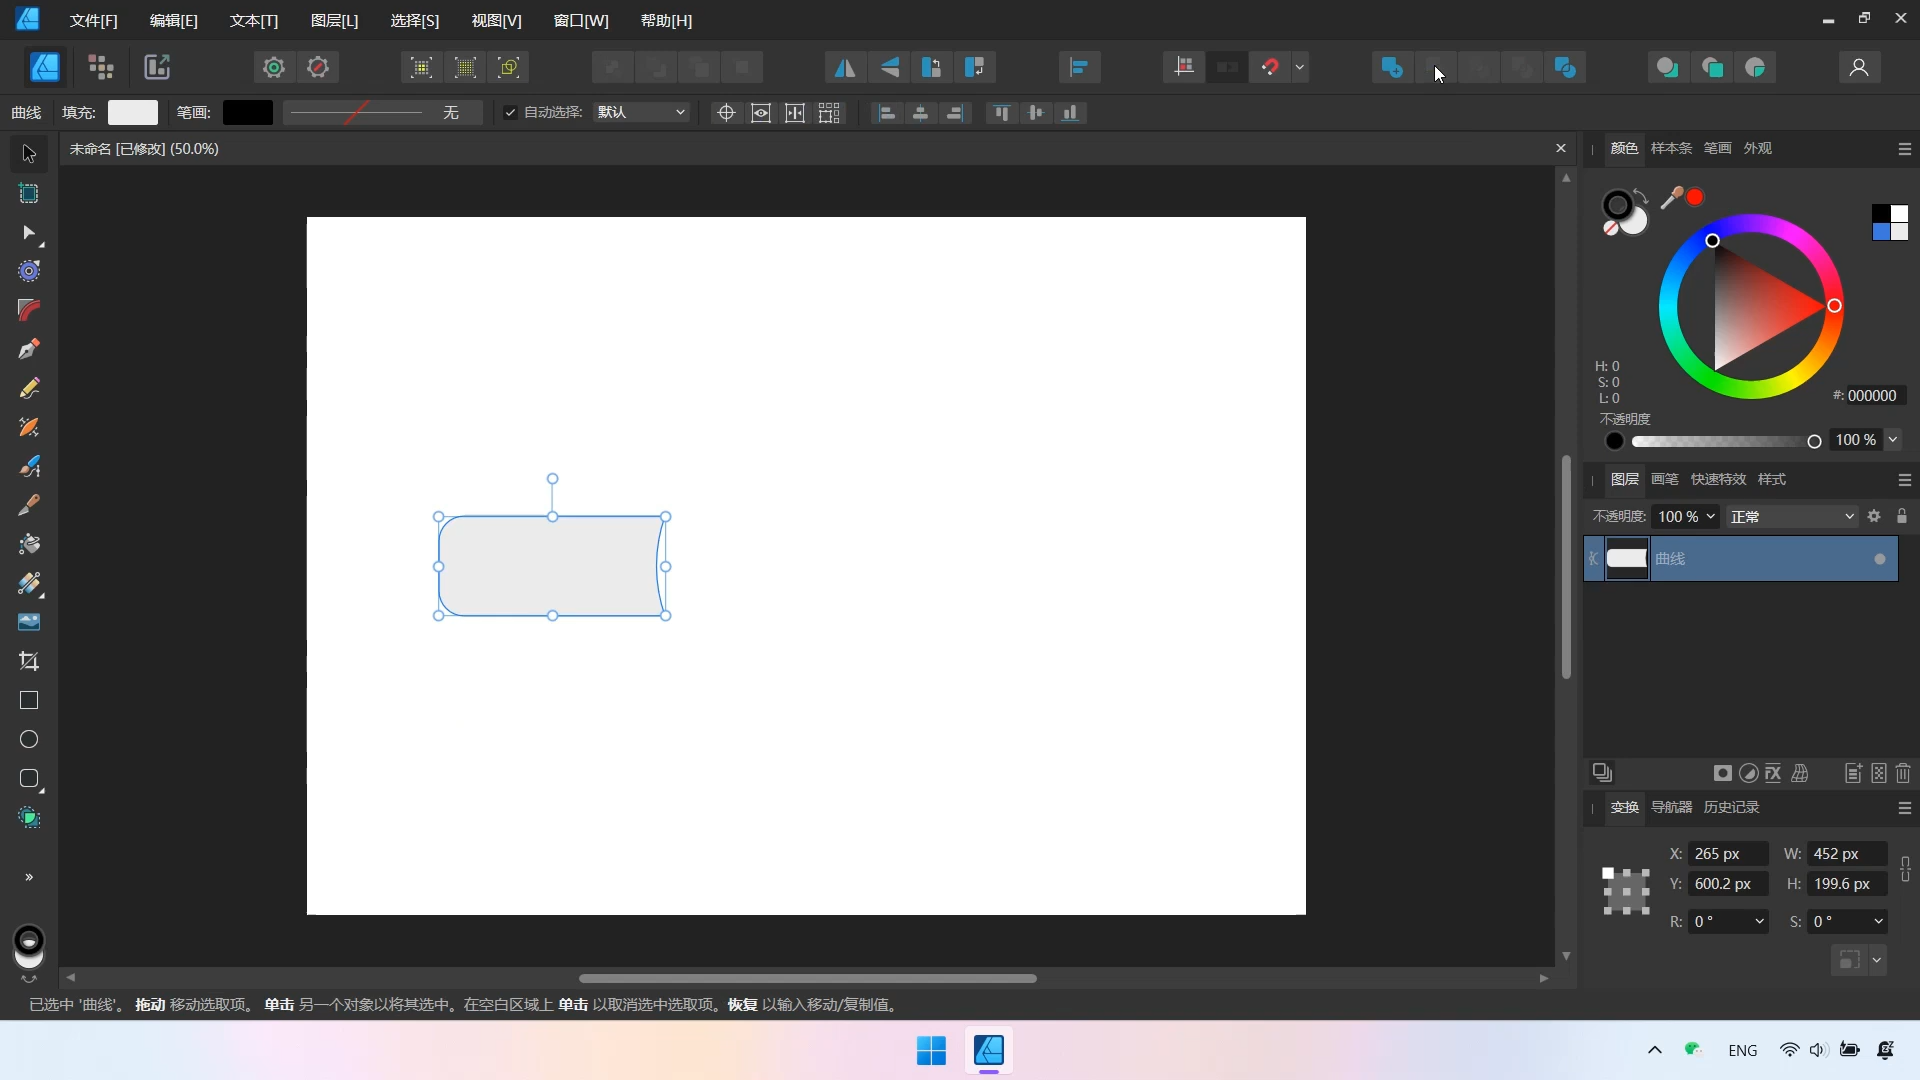 文件[F] 编辑[E] 文本[T] 图层[L] 选择[S] 视图[V] 窗口[W] 帮助[H]
曲线 填充: 笔画: 无 自动选择: 默认
未命名 [已修改] (50.0%)
颜色 样本条 笔画 外观
H: 0
S: 0
L: 0
#: 000000
不透明度
100 %
图层 画笔 快速特效 样式
不透明度: 100 % 正常
曲线
变换 导航器 历史记录
X: 265 px W: 452 px
Y: 600.2 px H: 199.6 px
R: 0 ° S: 0 °
已选中 '曲线'。 拖动 移动选取项。 单击 另一个对象以将其选中。在空白区域上 单击 以取消选中选取项。恢复 以输入移动/复制值。
ENG